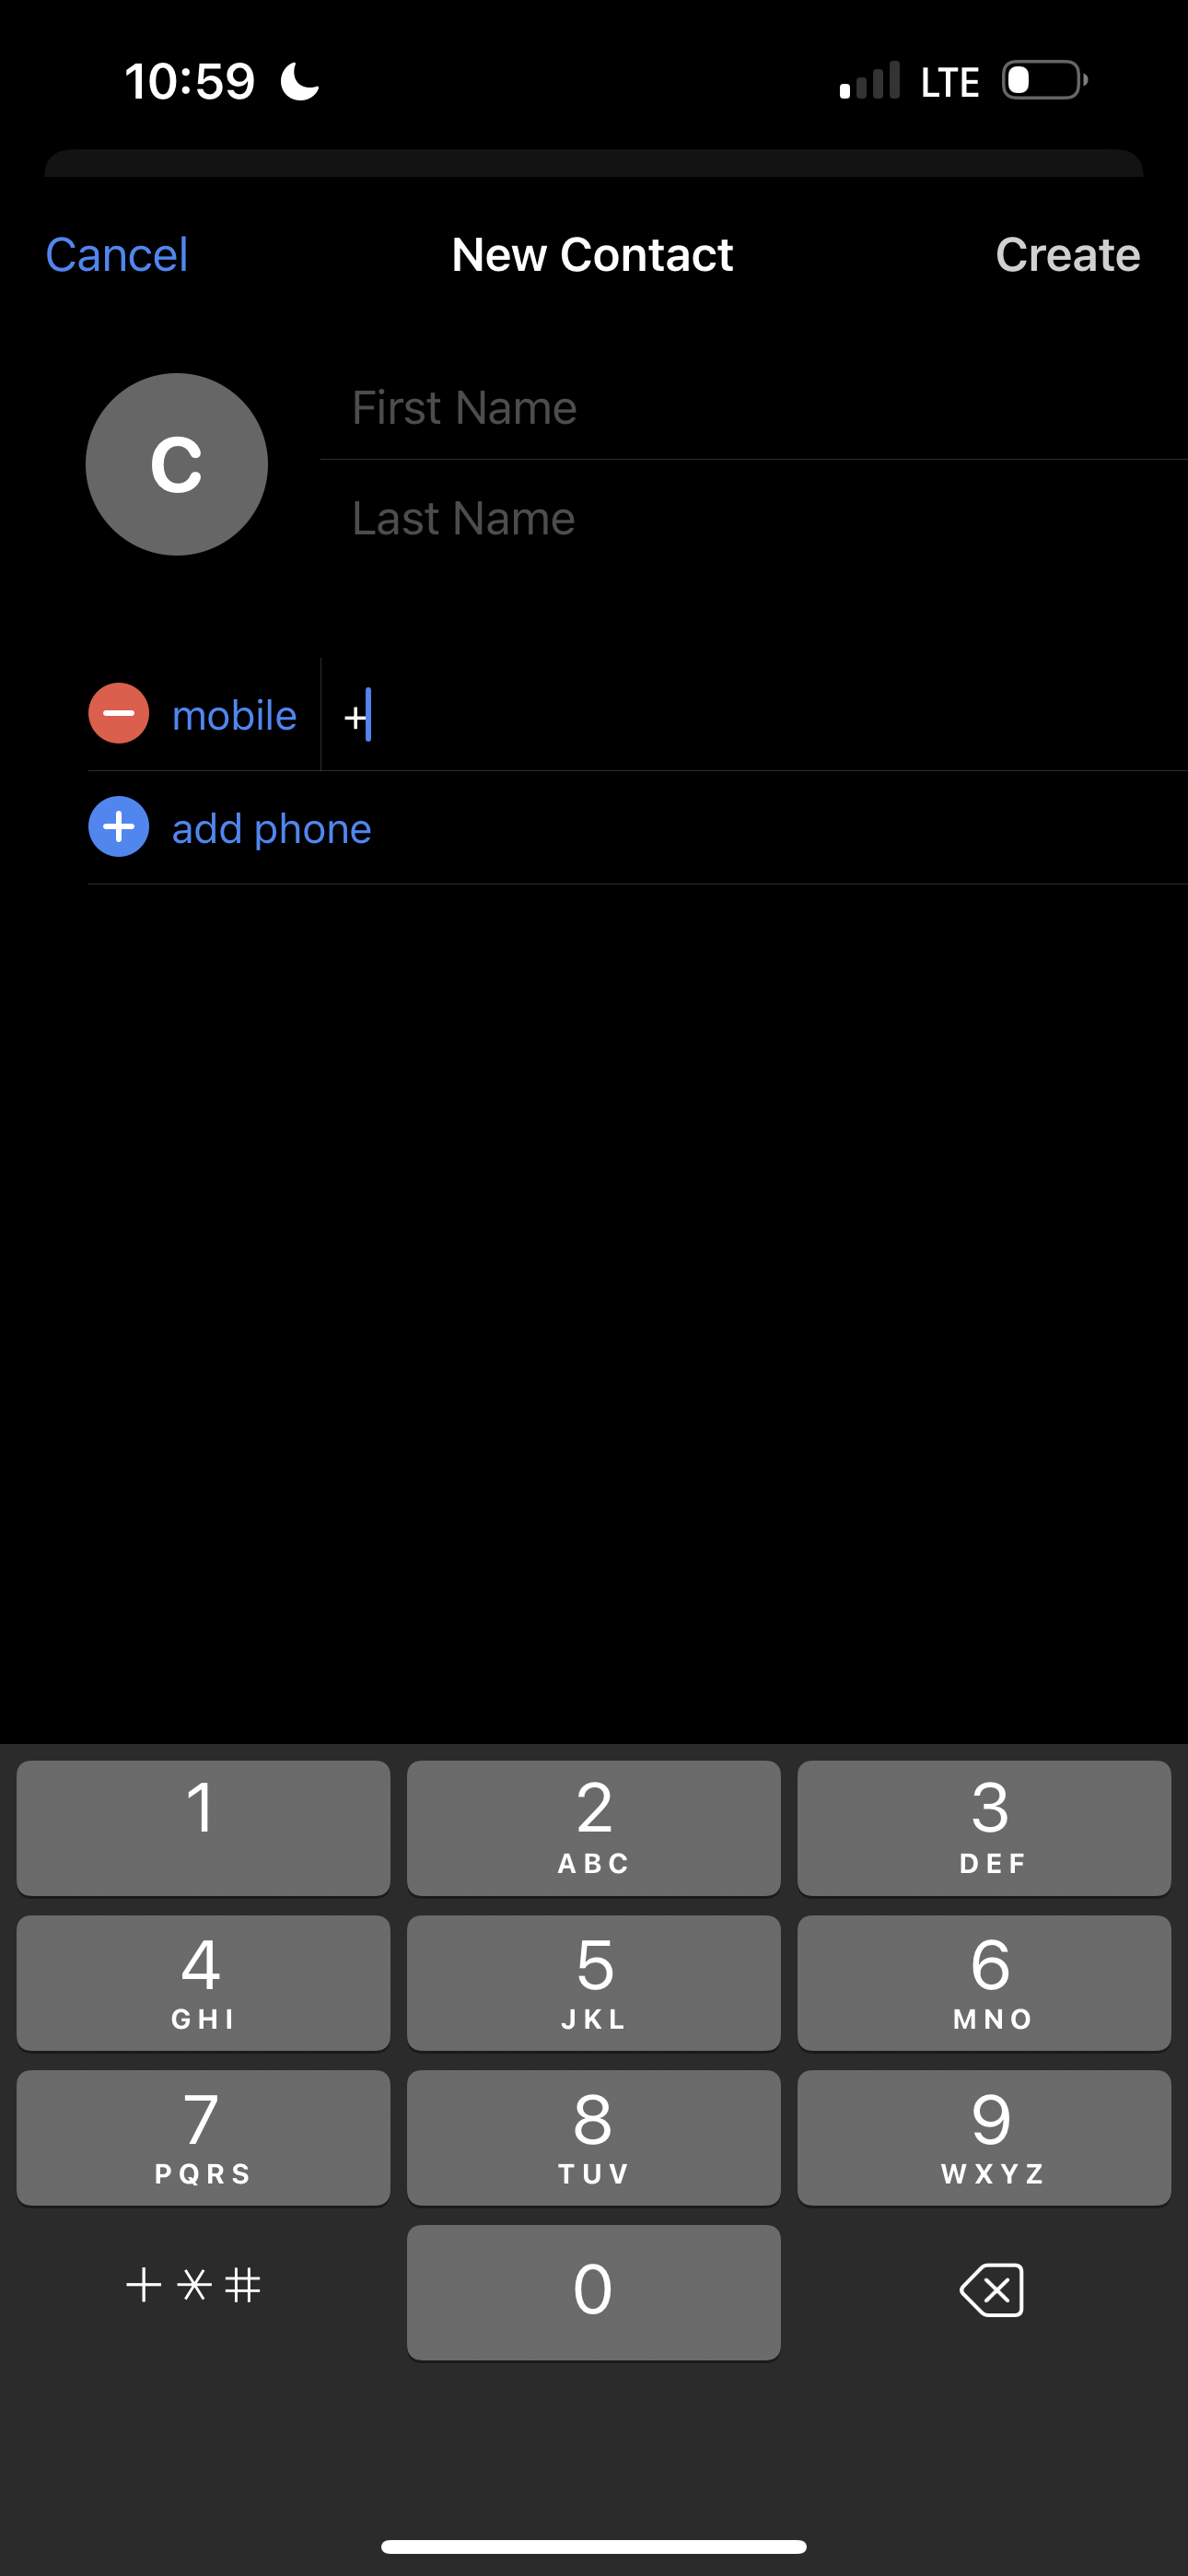 10:59 LTE
Cancel New Contact Create
C
First Name
Last Name
mobile +
add phone
1 2 3
ABC DEF
4 5 6
GHI JKL MNO
7 8 9
PQRS TUV WXYZ
+*# 0